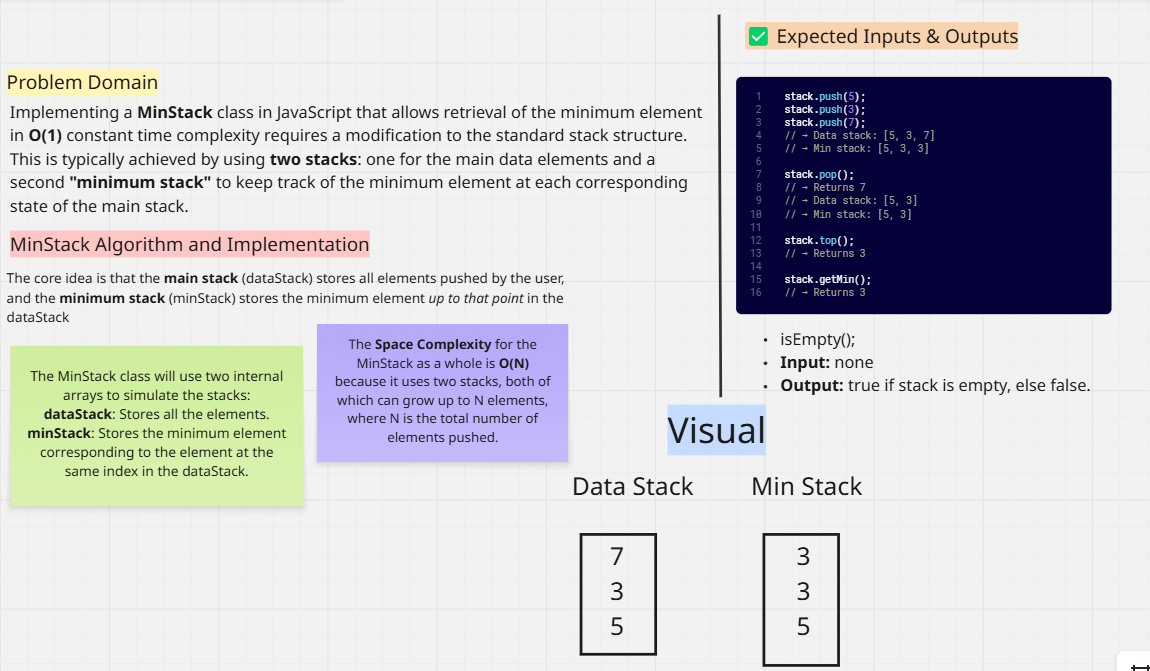 Problem Domain
Implementing a MinStack class in JavaScript that allows retrieval of the minimum element
in O(1) constant time complexity requires a modification to the standard stack structure.
This is typically achieved by using two stacks: one for the main data elements and a
second "minimum stack" to keep track of the minimum element at each corresponding
state of the main stack.
MinStack Algorithm and Implementation
The core idea is that the main stack (dataStack) stores all elements pushed by the user,
and the minimum stack (minStack) stores the minimum element up to that point in the
dataStack
The MinStack class will use two internal
arrays to simulate the stacks:
dataStack: Stores all the elements.
minStack: Stores the minimum element
corresponding to the element at the
same index in the dataStack.
The Space Complexity for the
MinStack as a whole is O(N)
because it uses two stacks, both of
which can grow up to N elements,
where N is the total number of
elements pushed.
✅ Expected Inputs & Outputs
1 stack.push(5);
2 stack.push(3);
3 stack.push(7);
4 // → Data stack: [5, 3, 7]
5 // → Min stack: [5, 3, 3]
6
7 stack.pop();
8 // → Returns 7
9 // → Data stack: [5, 3]
10 // → Min stack: [5, 3]
11
12 stack.top();
13 // → Returns 3
14
15 stack.getMin();
16 // → Returns 3
• isEmpty();
• Input: none
• Output: true if stack is empty, else false.
Visual
Data Stack
7
3
5
Min Stack
3
3
5